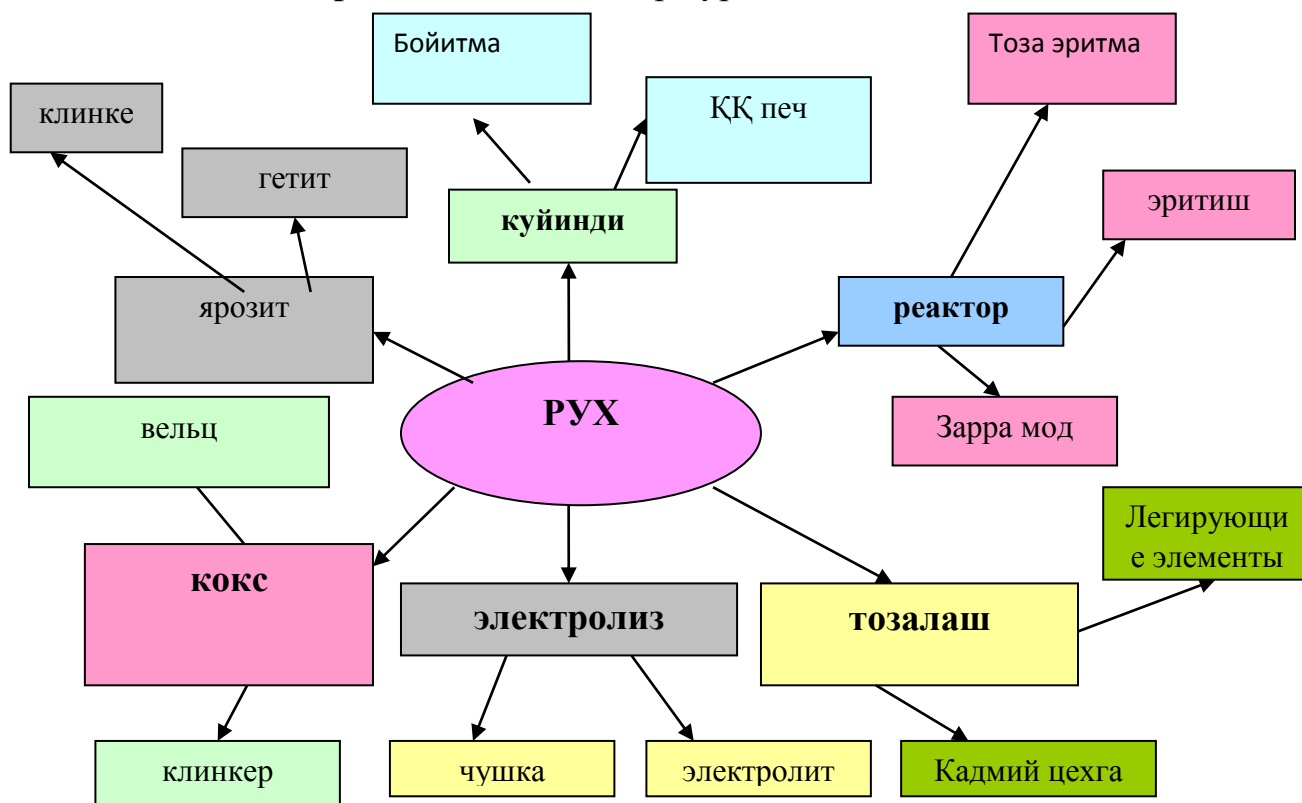 Бойитма
Тоза эритма
клинке
ҚҚ печ
гетит
эритиш
куйинди
ярозит
реактор
РУХ
вельц
Зарра мод
Легирующи
е элементы
кокс
электролиз
тозалаш
клинкер
чушка
электролит
Кадмий цехга